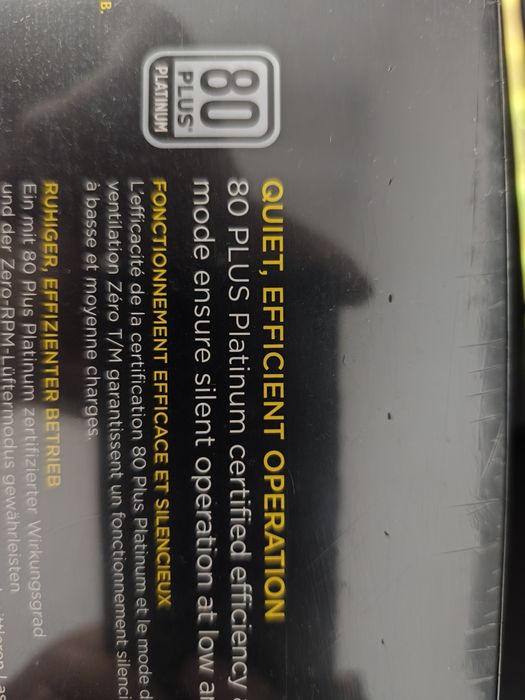 80
PLUS®
PLATINUM
QUIET, EFFICIENT OPERATION
80 PLUS Platinum certified efficiency
mode ensure silent operation at low
FONCTIONNEMENT EFFICACE ET SILENCIEUX
L'efficacité de la certification 80 Plus Platinum et le mode
ventilation Zéro T/M garantissent un fonctionnement
à basse et moyenne charges.
RUHIGER, EFFIZIENTER BETRIEB
Ein mit 80 Plus Platinum zertifizierter Wirkungsgrad
und der Zero-RPM-Lüftermodus gewährleisten
B.